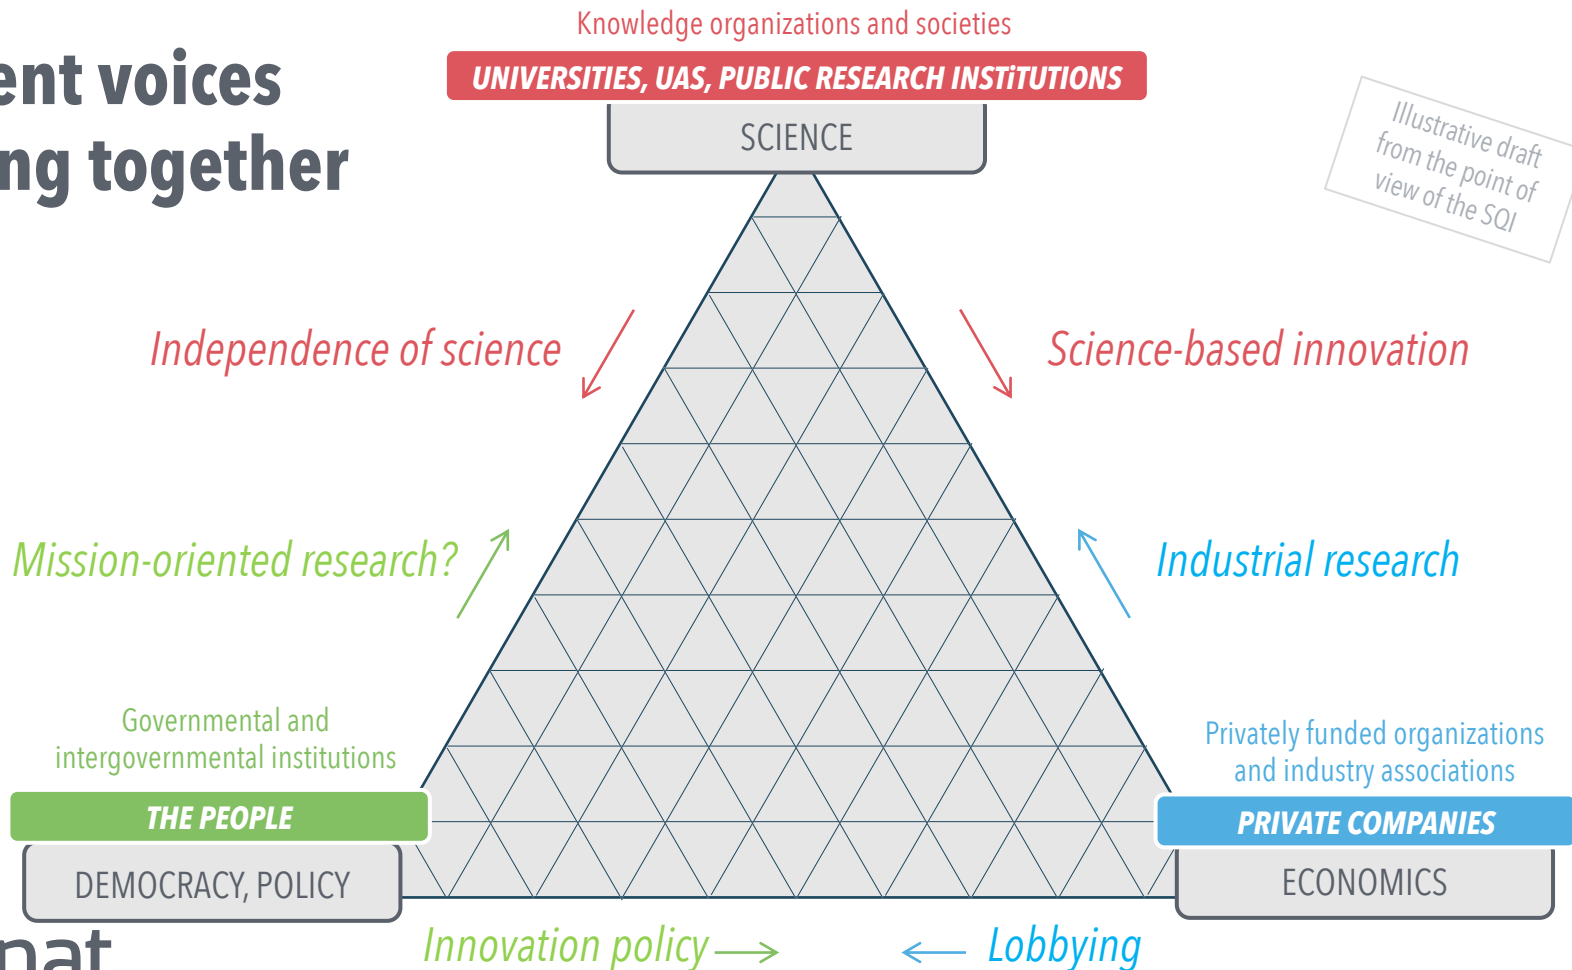 Knowledge organizations and societies
ent voices
ng together
UNIVERSITIES, UAS, PUBLIC RESEARCH INSTiTUTIONS
SCIENCE
Illustrative draft
from the point of
view of the SQI
Independence of science
Science-based innovation
Mission-oriented research?
Industrial research
Governmental and
intergovernmental institutions
THE PEOPLE
DEMOCRACY, POLICY
Privately funded organizations
and industry associations
PRIVATE COMPANIES
ECONOMICS
Innovation policy
Lobbying
nat